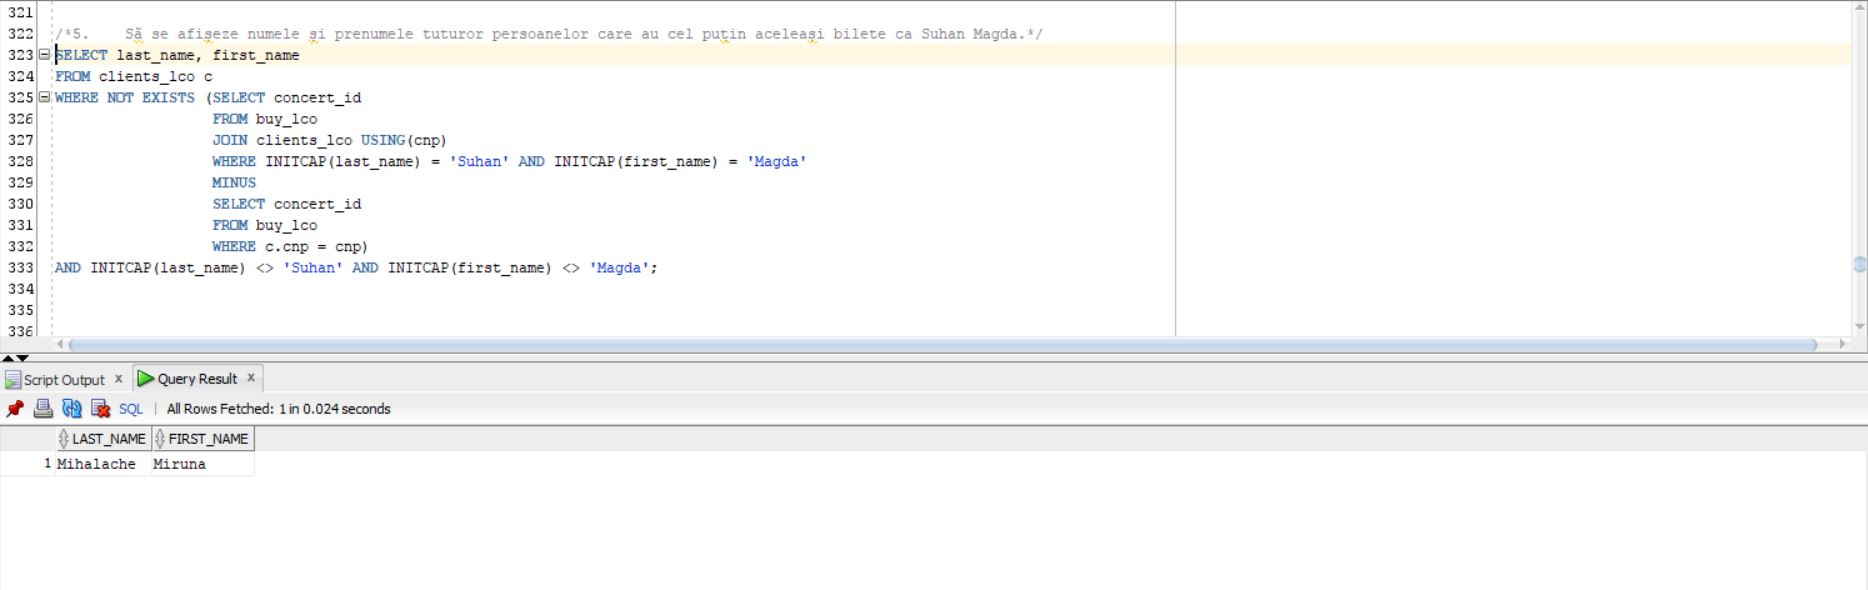 321
322 /*5. Să se afișeze numele și prenumele tuturor persoanelor care au cel puțin aceleași bilete ca Suhan Magda.*/
323 SELECT last_name, first_name
324 FROM clients_lco c
325 WHERE NOT EXISTS (SELECT concert_id
326 FROM buy_lco
327 JOIN clients_lco USING(cnp)
328 WHERE INITCAP(last_name) = 'Suhan' AND INITCAP(first_name) = 'Magda'
329 MINUS
330 SELECT concert_id
331 FROM buy_lco
332 WHERE c.cnp = cnp)
333 AND INITCAP(last_name) <> 'Suhan' AND INITCAP(first_name) <> 'Magda';
334
335
336
Script Output x Query Result x
SQL | All Rows Fetched: 1 in 0.024 seconds
LAST_NAME FIRST_NAME
1 Mihalache Miruna